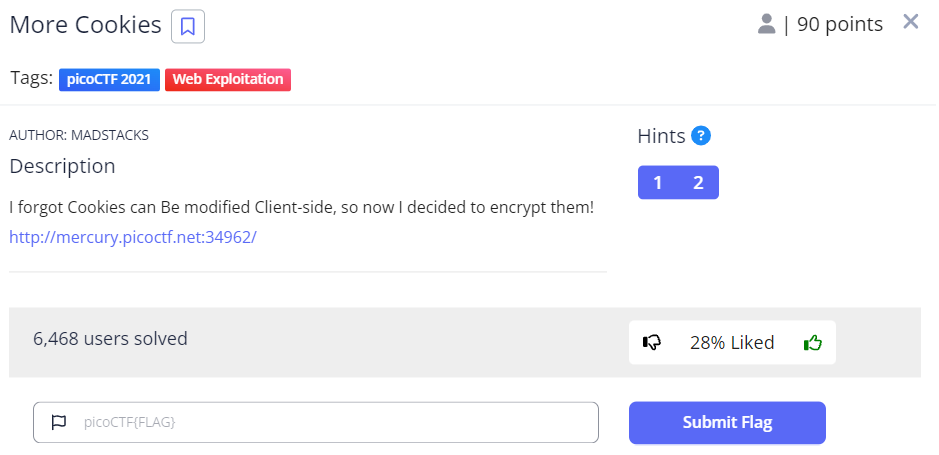 More Cookies
| 90 points
Tags: picoCTF 2021 Web Exploitation
AUTHOR: MADSTACKS
Hints ?
Description
1 2
I forgot Cookies can Be modified Client-side, so now I decided to encrypt them!
http://mercury.picoctf.net:34962/
6,468 users solved
28% Liked
picoCTF{FLAG}
Submit Flag